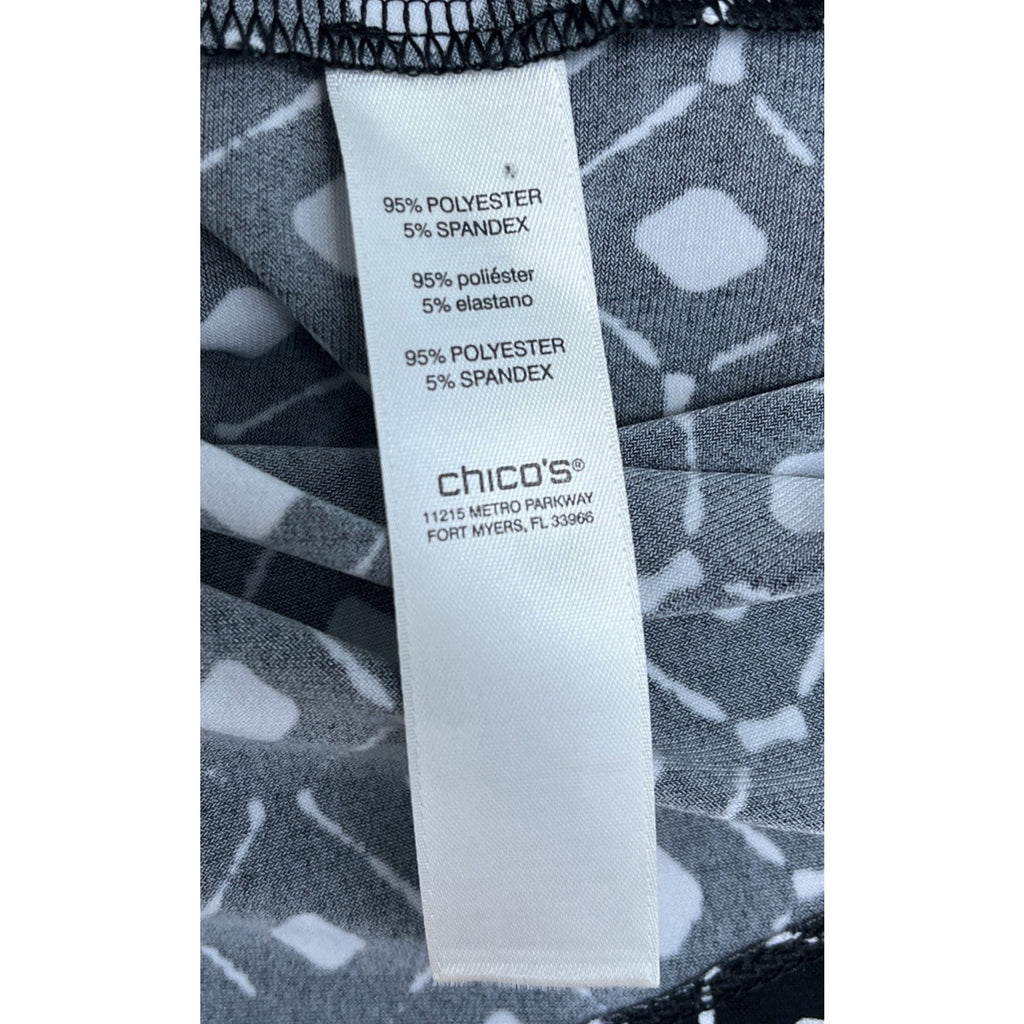 95% POLYESTER
5% SPANDEX
95% poliéster
5% elastano
95% POLYESTER
5% SPANDEX
chico's®
11215 METRO PARKWAY
FORT MYERS, FL 33966